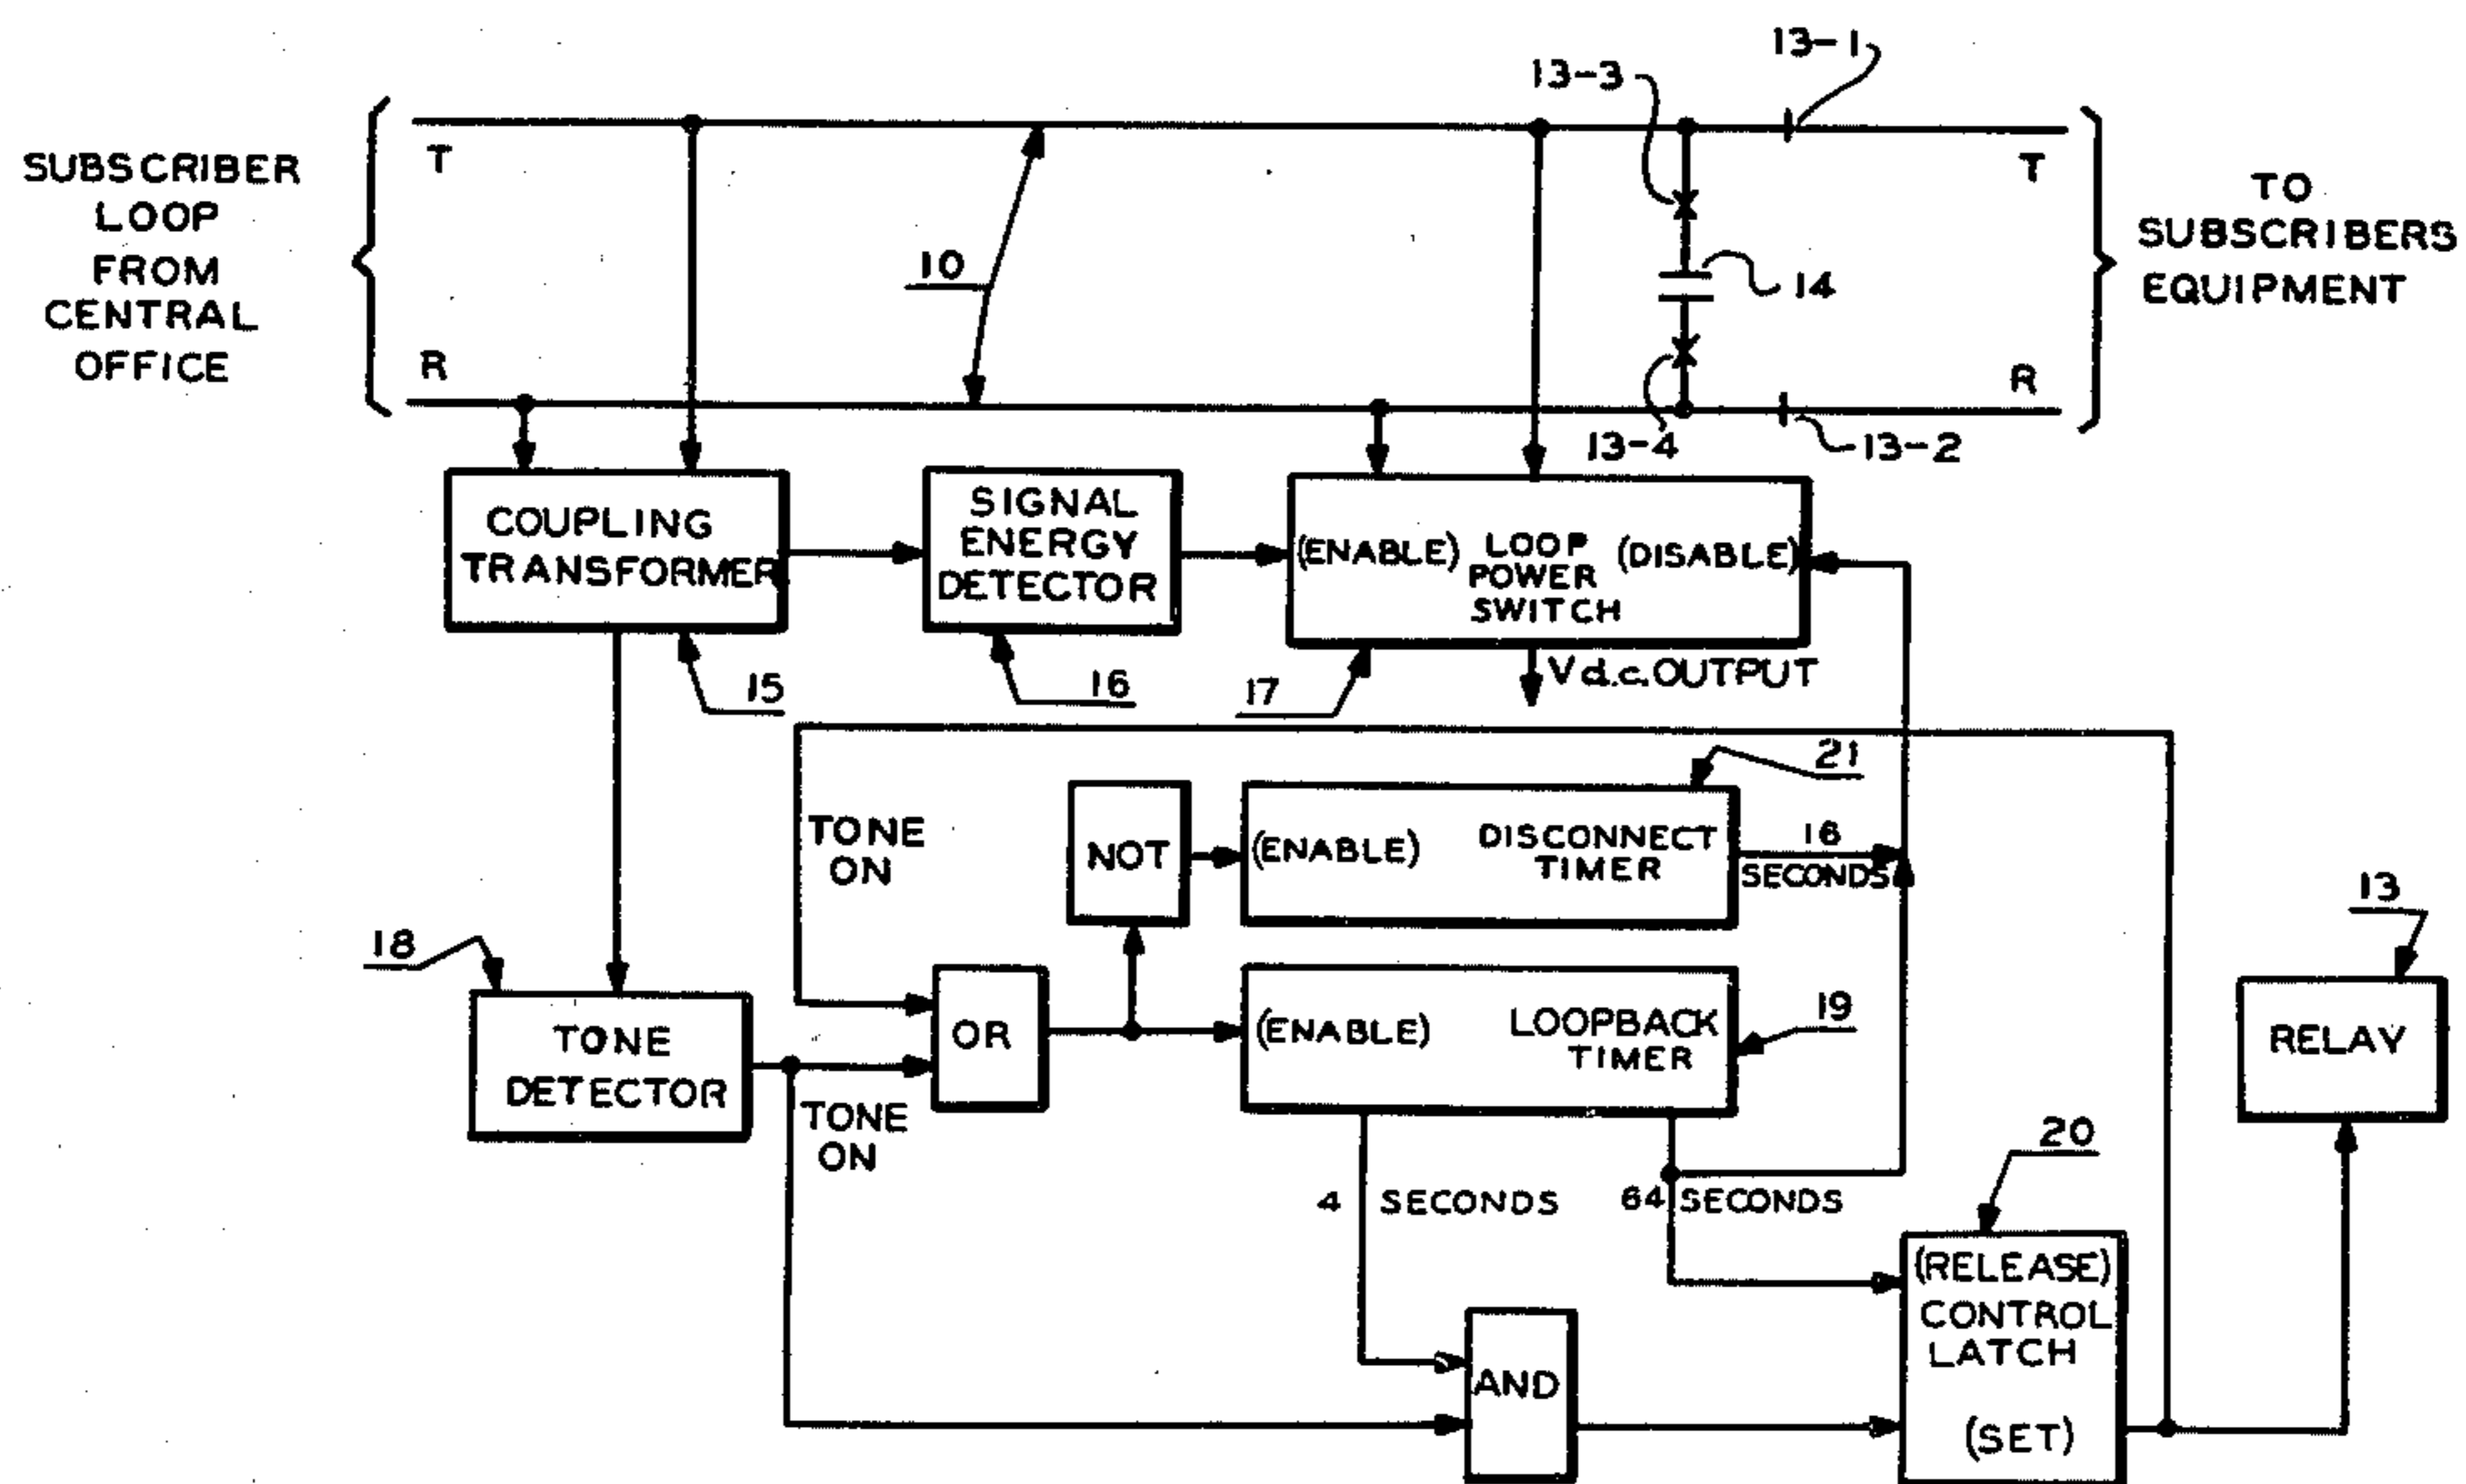 13-1
13-3
SUBSCRIBER
LOOP
FROM
CENTRAL
OFFICE
T
T
TO
SUBSCRIBERS
EQUIPMENT
10
14
R
R
13-4
13-2
COUPLING
TRANSFORMER
SIGNAL
ENERGY
DETECTOR
(ENABLE) LOOP (DISABLE)
POWER
SWITCH
15
16
17
Vd.c. OUTPUT
21
TONE
ON
NOT
(ENABLE) DISCONNECT
TIMER
16
SECONDS
13
18
TONE
DETECTOR
OR
(ENABLE) LOOPBACK
TIMER
19
RELAY
TONE
ON
20
4 SECONDS
64 SECONDS
(RELEASE)
CONTROL
LATCH
(SET)
AND